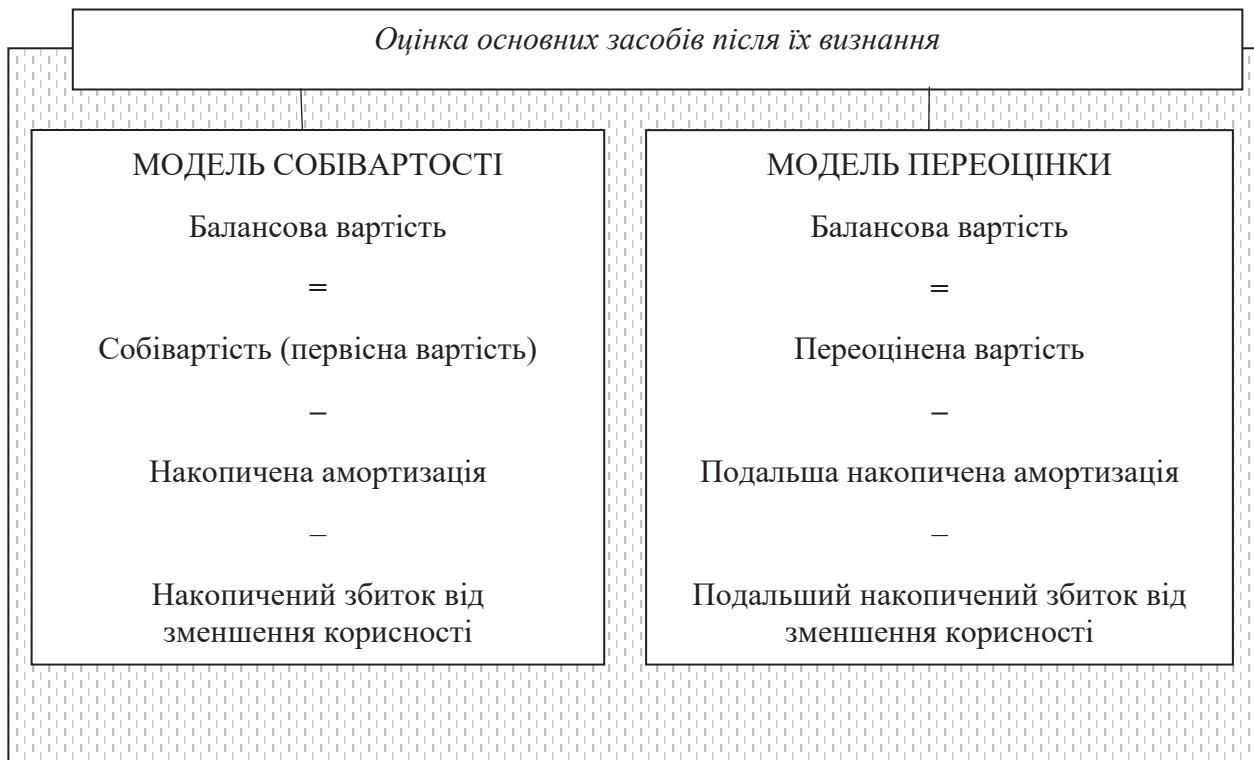 Оцінка основних засобів після їх визнання
МОДЕЛЬ СОБІВАРТОСТІ
Балансова вартість
=
Собівартість (первісна вартість)
–
Накопичена амортизація
–
Накопичений збиток від
зменшення корисності
МОДЕЛЬ ПЕРЕОЦІНКИ
Балансова вартість
=
Переоцінена вартість
–
Подальша накопичена амортизація
–
Подальший накопичений збиток від
зменшення корисності